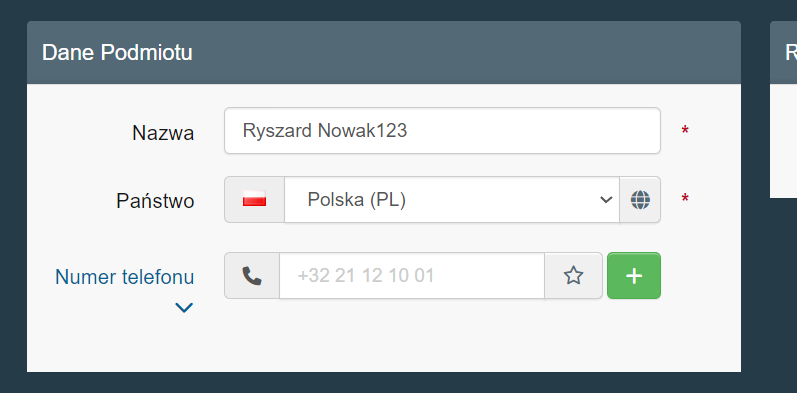 Dane Podmiotu
R
Nazwa
Ryszard Nowak123
*
Państwo
Polska (PL)
*
Numer telefonu
+32 21 12 10 01
+